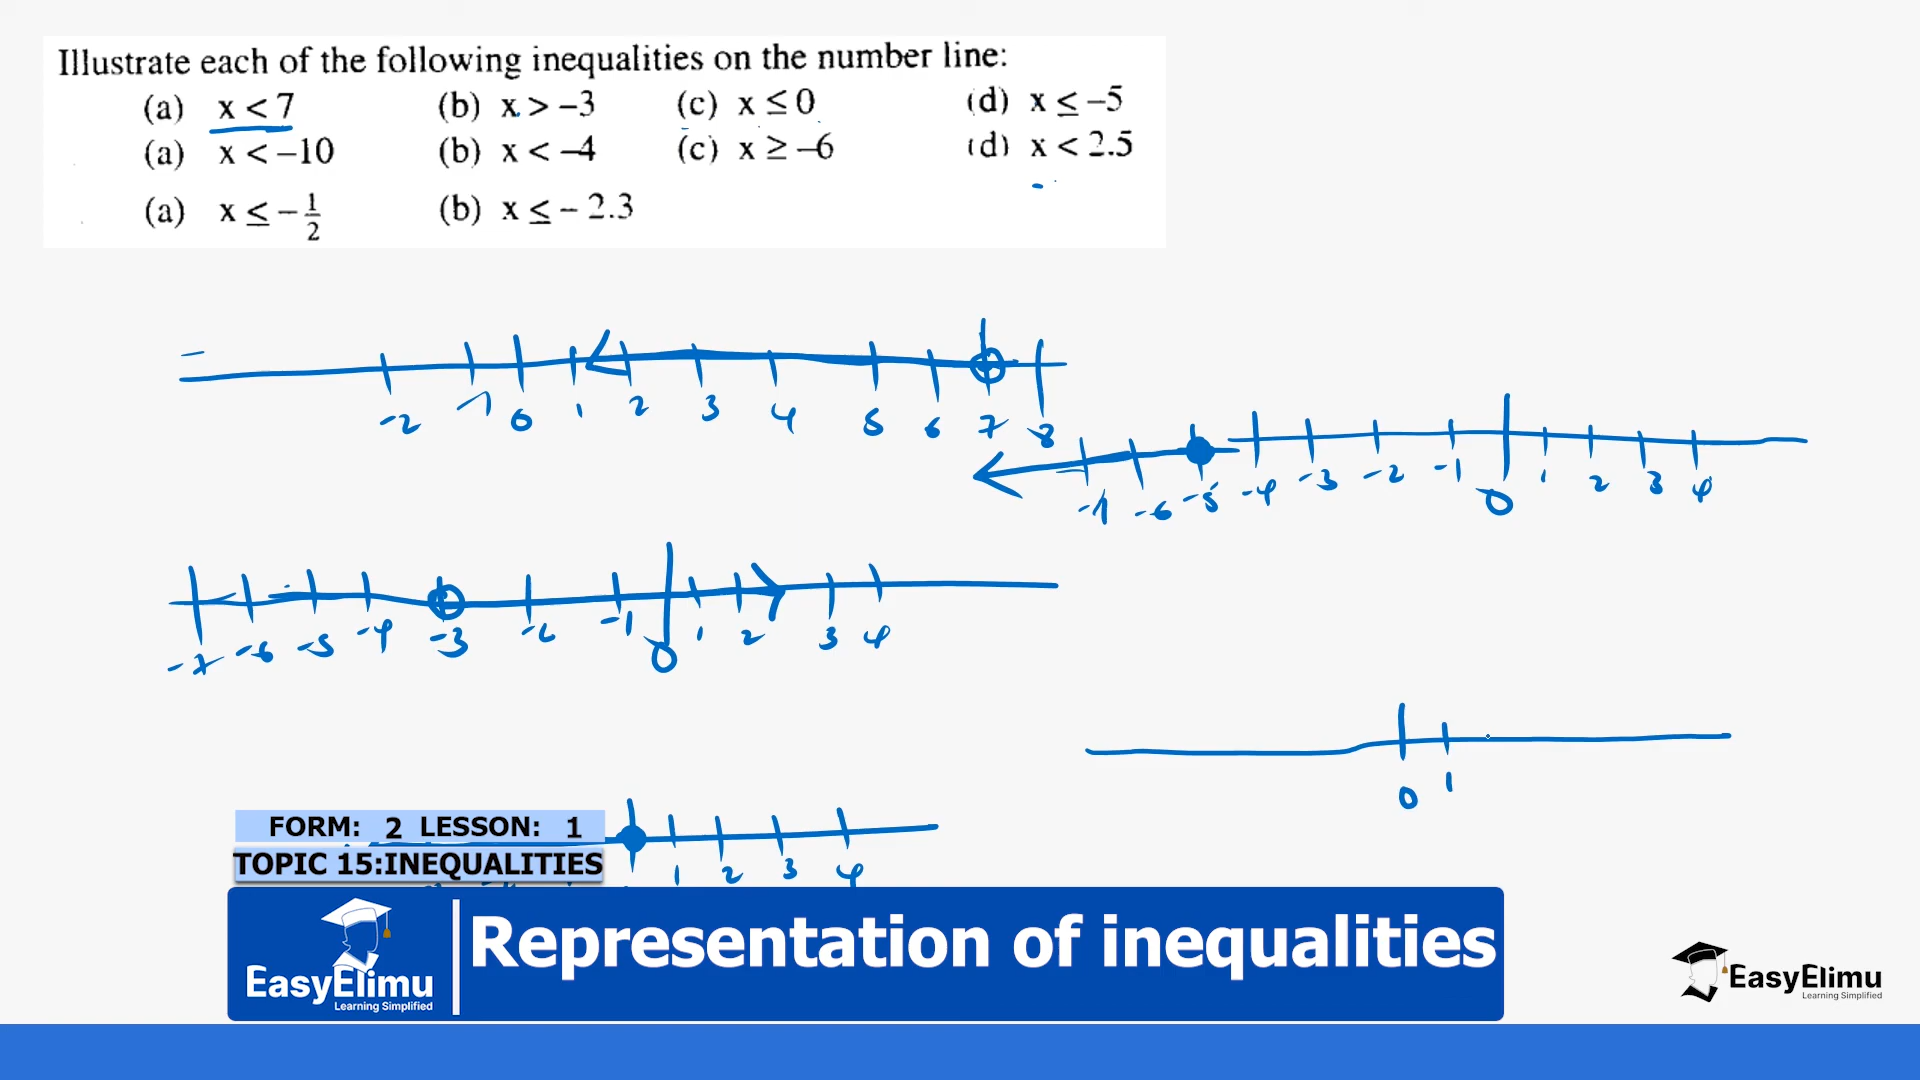 Illustrate each of the following inequalities on the number line:
(a) x < 7 (b) x > −3 (c) x ≤ 0 (d) x ≤ −5
(a) x < −10 (b) x < −4 (c) x ≥ −6 (d) x < 2.5
(a) x ≤ −1/2 (b) x ≤ − 2.3
-2 -1 0 1 2 3 4 5 6 7 8
-7 -6 -5 -4 -3 -2 -1 0 1 2 3 4
-7 -6 -5 -4 -3 -2 -1 0 1 2 3 4
0 1
1 2 3 4
FORM: 2 LESSON: 1
TOPIC 15:INEQUALITIES
Representation of inequalities
EasyElimu
Learning Simplified
EasyElimu
Learning Simplified